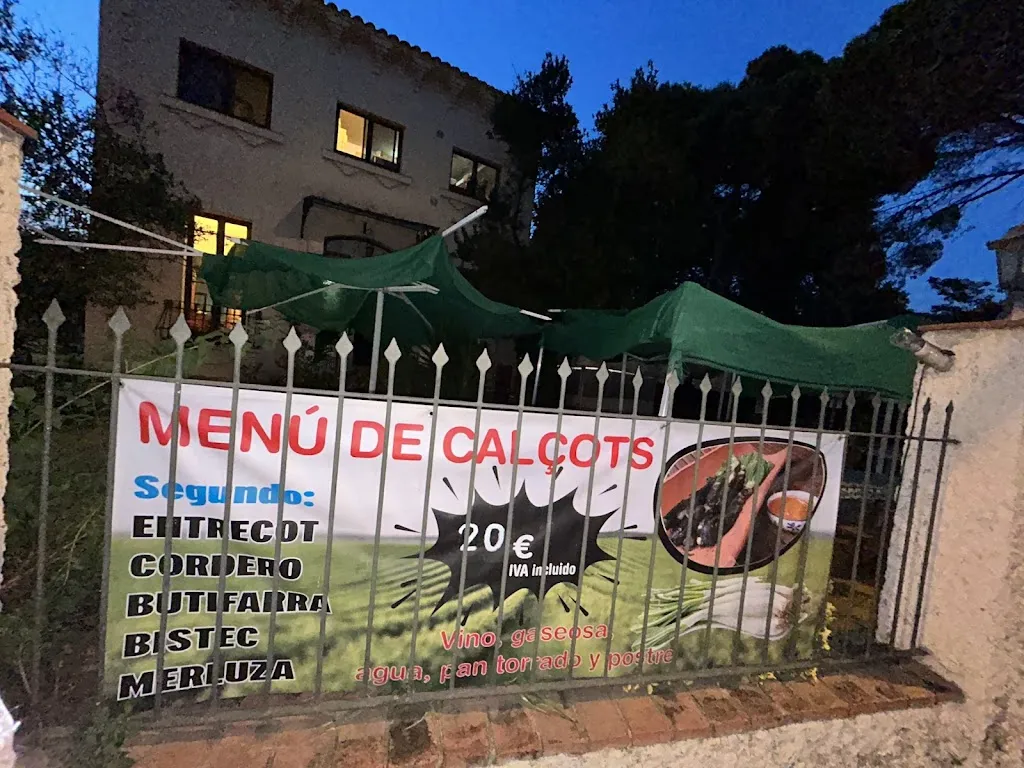 MENÚ DE CALÇOTS
Segundo:
ENTRECOT
CORDERO
BUTIFARRA
BISTEC
MERLUZA
20 €
IVA incluido
Vino, gaseosa
agua, pan torrado y postre